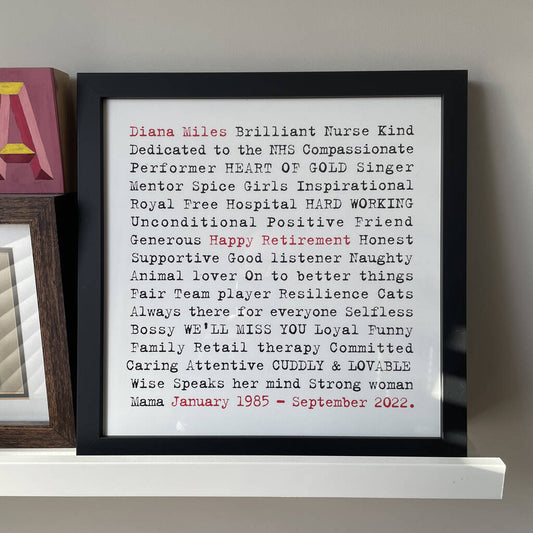 A
Diana Miles Brilliant Nurse Kind
Dedicated to the NHS Compassionate
Performer HEART OF GOLD Singer
Mentor Spice Girls Inspirational
Royal Free Hospital HARD WORKING
Unconditional Positive Friend
Generous Happy Retirement Honest
Supportive Good listener Naughty
Animal lover On to better things
Fair Team player Resilience Cats
Always there for everyone Selfless
Bossy WE'LL MISS YOU Loyal Funny
Family Retail therapy Committed
Caring Attentive CUDDLY & LOVABLE
Wise Speaks her mind Strong woman
Mama January 1985 - September 2022.